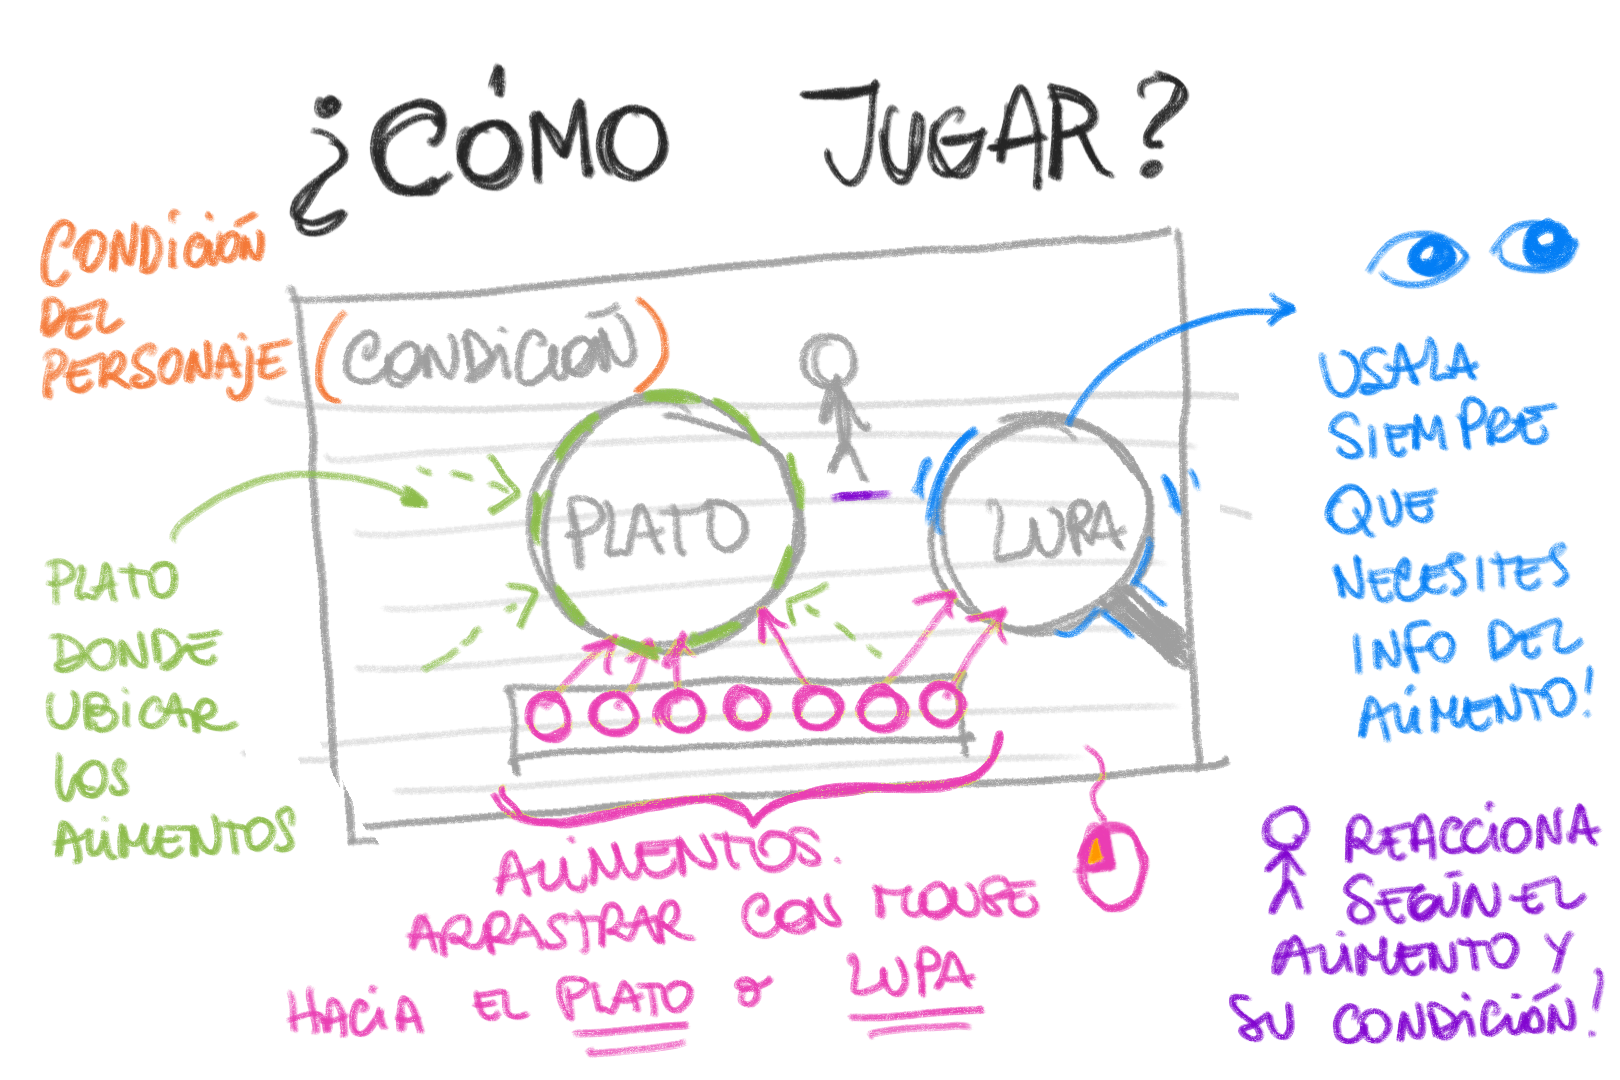 ¿CÓMO JUGAR?
CONDICIÓN
DEL
PERSONAJE
(CONDICIÓN)
PLATO
LUPA
PLATO
DONDE
UBICAR
LOS
ALIMENTOS
USALA
SIEMPRE
QUE
NECESITES
INFO DEL
ALIMENTO!
ALIMENTOS.
ARRASTRAR CON MOUSE
HACIA EL PLATO o LUPA
REACCIONA
SEGÚN EL
ALIMENTO Y
SU CONDICIÓN!